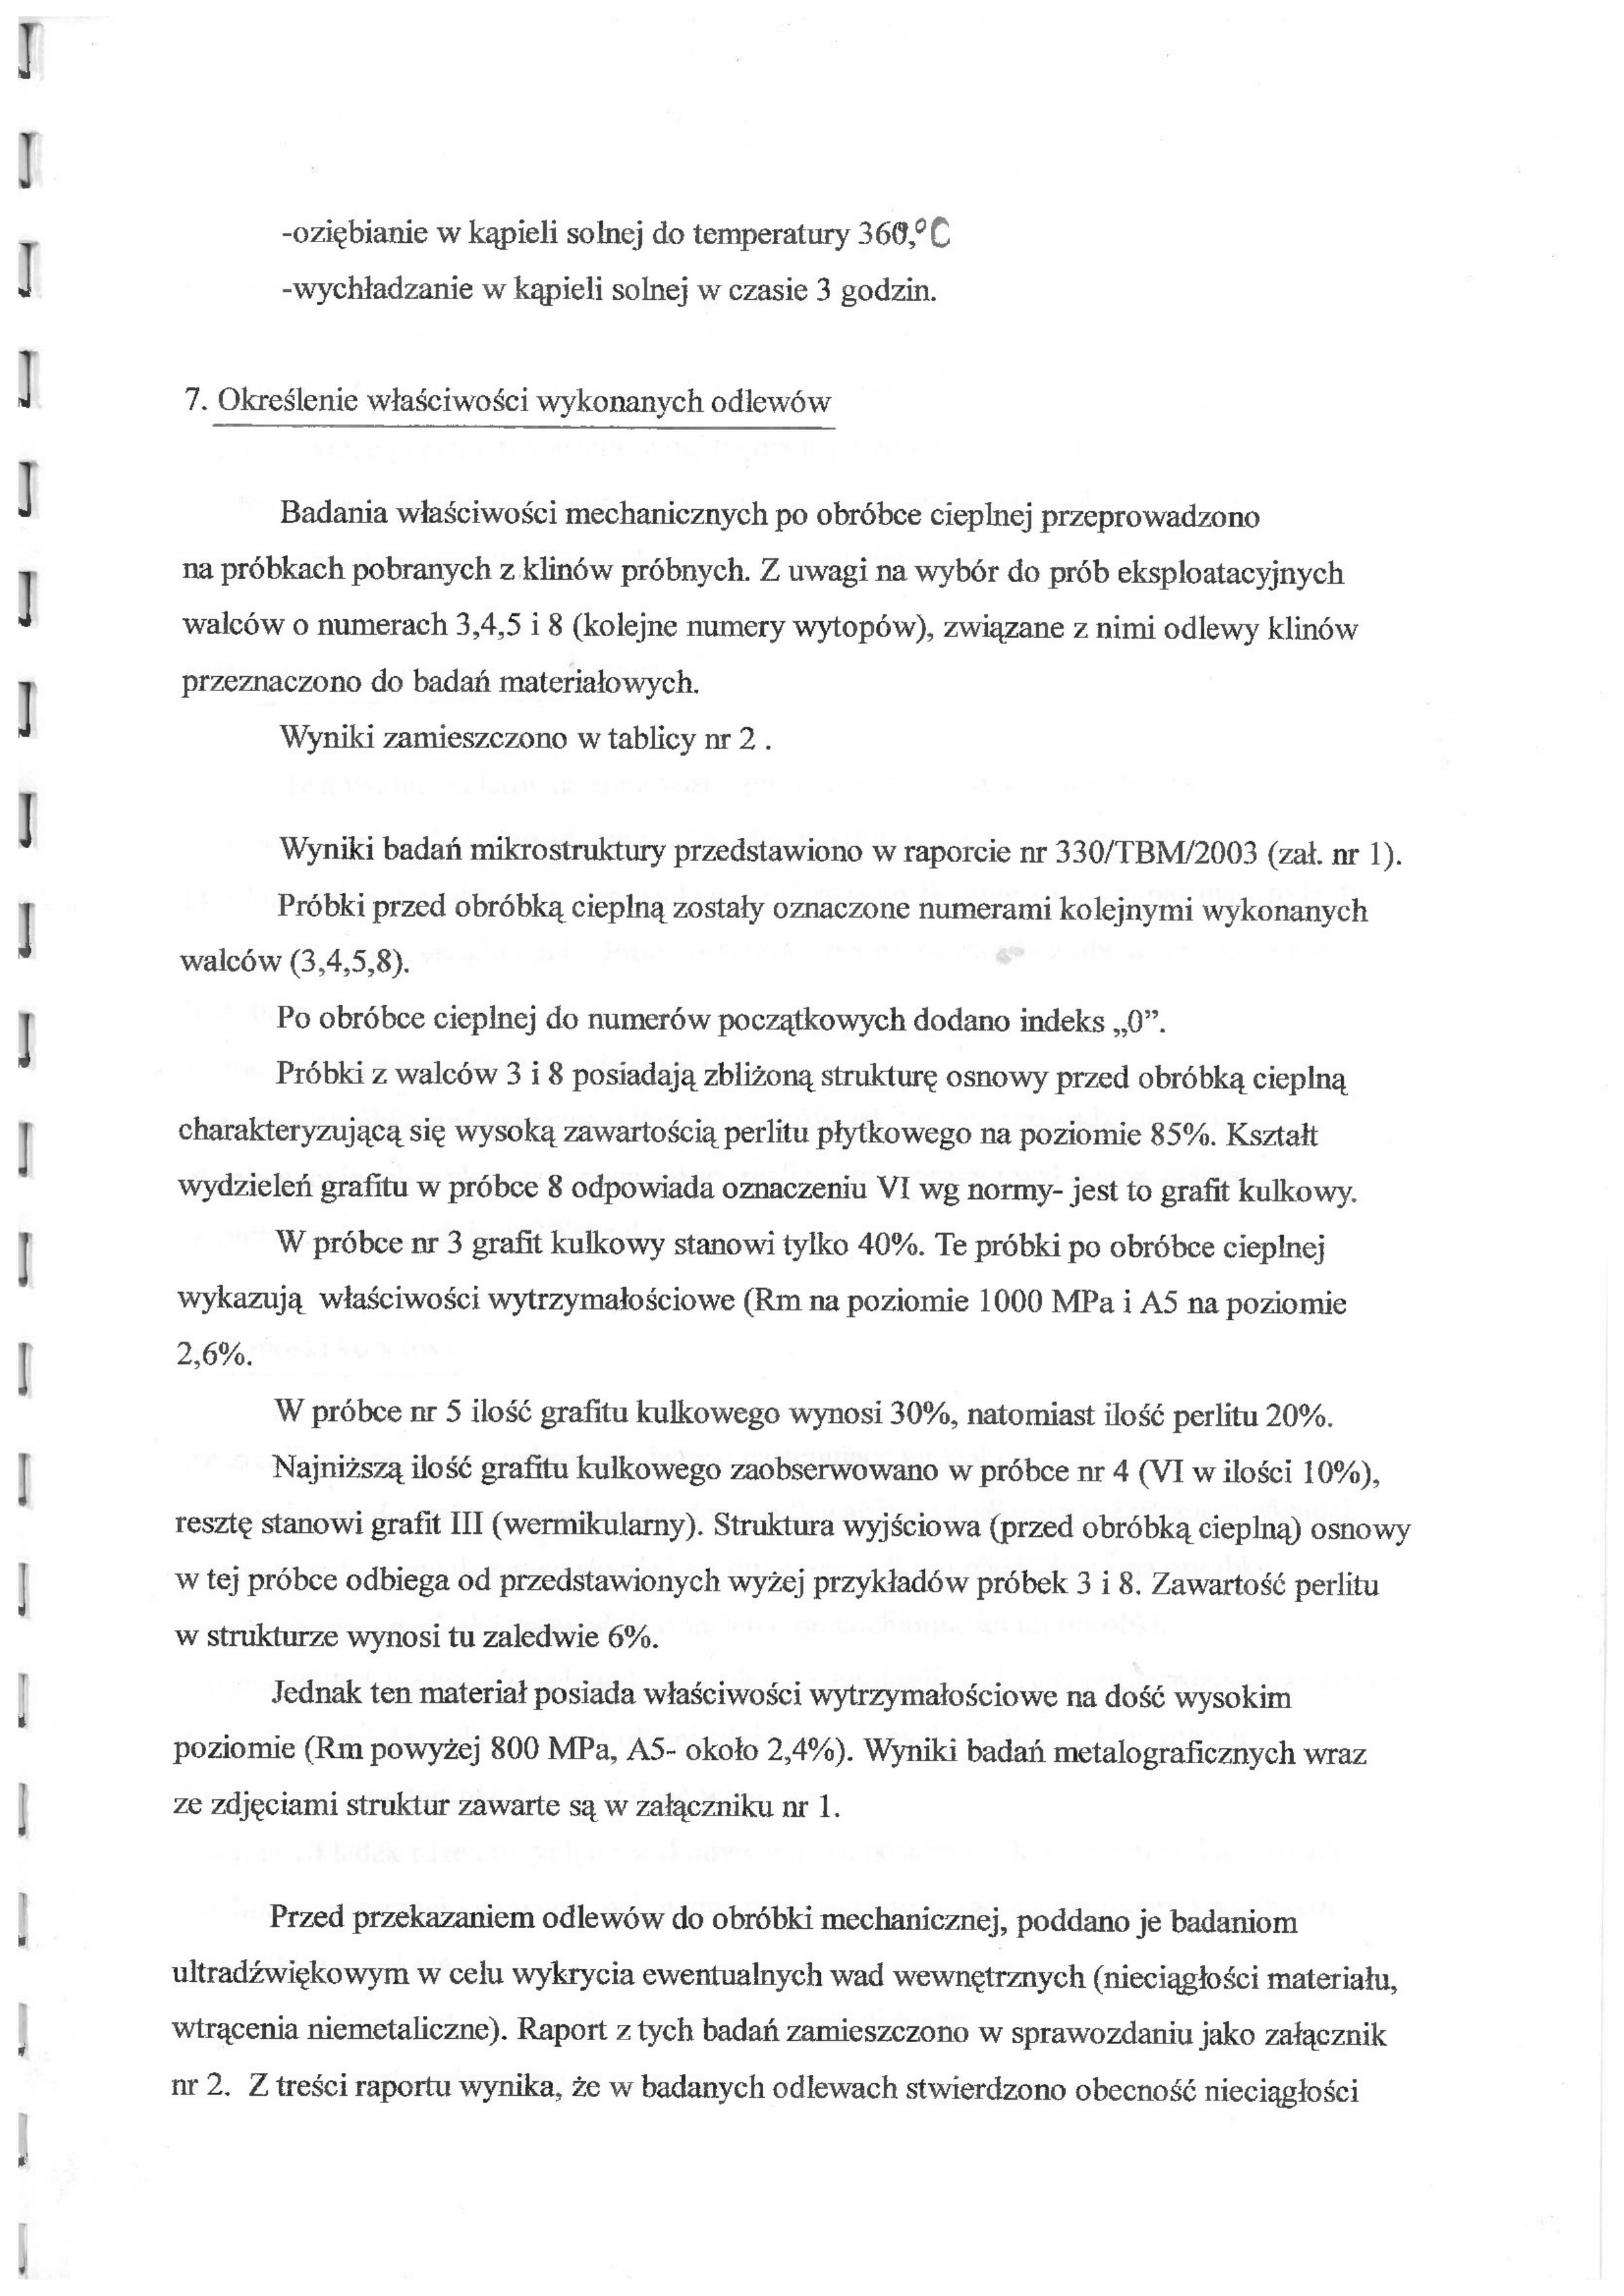 -oziębianie w kąpieli solnej do temperatury 360,°C
-wychładzanie w kąpieli solnej w czasie 3 godzin.
7. Określenie właściwości wykonanych odlewów
Badania właściwości mechanicznych po obróbce cieplnej przeprowadzono
na próbkach pobranych z klinów próbnych. Z uwagi na wybór do prób eksploatacyjnych
walców o numerach 3,4,5 i 8 (kolejne numery wytopów), związane z nimi odlewy klinów
przeznaczono do badań materiałowych.
Wyniki zamieszczono w tablicy nr 2 .
Wyniki badań mikrostruktury przedstawiono w raporcie nr 330/TBM/2003 (zał. nr 1).
Próbki przed obróbką cieplną zostały oznaczone numerami kolejnymi wykonanych
walców (3,4,5,8).
Po obróbce cieplnej do numerów początkowych dodano indeks „0”.
Próbki z walców 3 i 8 posiadają zbliżoną strukturę osnowy przed obróbką cieplną
charakteryzującą się wysoką zawartością perlitu płytkowego na poziomie 85%. Kształt
wydzieleń grafitu w próbce 8 odpowiada oznaczeniu VI wg normy- jest to grafit kulkowy.
W próbce nr 3 grafit kulkowy stanowi tylko 40%. Te próbki po obróbce cieplnej
wykazują właściwości wytrzymałościowe (Rm na poziomie 1000 MPa i A5 na poziomie
2,6%.
W próbce nr 5 ilość grafitu kulkowego wynosi 30%, natomiast ilość perlitu 20%.
Najniższą ilość grafitu kulkowego zaobserwowano w próbce nr 4 (VI w ilości 10%),
resztę stanowi grafit III (wermikularny). Struktura wyjściowa (przed obróbką cieplną) osnowy
w tej próbce odbiega od przedstawionych wyżej przykładów próbek 3 i 8. Zawartość perlitu
w strukturze wynosi tu zaledwie 6%.
Jednak ten materiał posiada właściwości wytrzymałościowe na dość wysokim
poziomie (Rm powyżej 800 MPa, A5- około 2,4%). Wyniki badań metalograficznych wraz
ze zdjęciami struktur zawarte są w załączniku nr 1.
Przed przekazaniem odlewów do obróbki mechanicznej, poddano je badaniom
ultradźwiękowym w celu wykrycia ewentualnych wad wewnętrznych (nieciągłości materiału,
wtrącenia niemetaliczne). Raport z tych badań zamieszczono w sprawozdaniu jako załącznik
nr 2. Z treści raportu wynika, że w badanych odlewach stwierdzono obecność nieciągłości